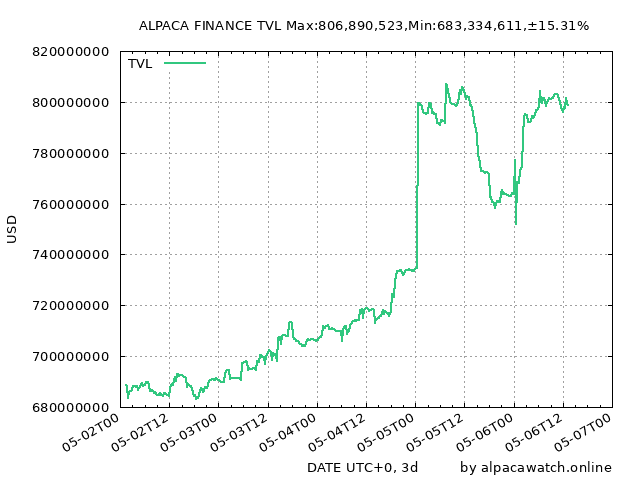 ALPACA FINANCE TVL Max:806,890,523,Min:683,334,611,±15.31%
820000000
TVL
800000000
780000000
760000000
USD
740000000
720000000
700000000
680000000
05-02T00
05-02T12
05-03T00
05-03T12
05-04T00
05-04T12
05-05T00
05-05T12
05-06T00
05-06T12
05-07T00
DATE UTC+0, 3d
by alpacawatch.online